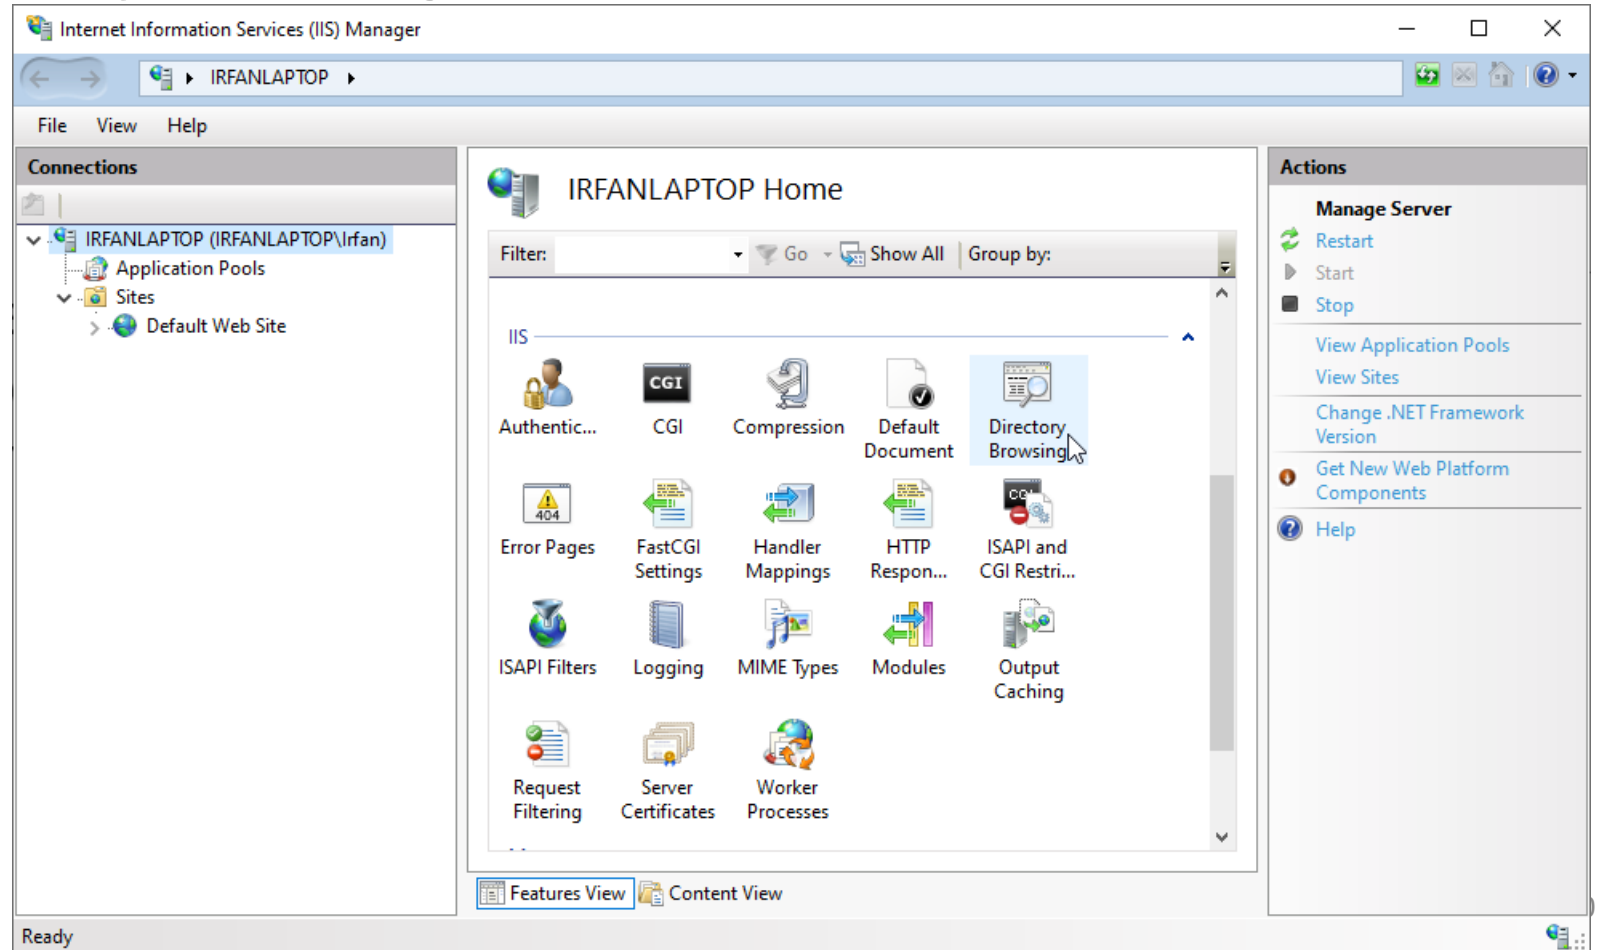 Internet Information Services (IIS) Manager
IRFANLAPTOP
File View Help
Connections
IRFANLAPTOP (IRFANLAPTOP\Irfan)
Application Pools
Sites
Default Web Site
IRFANLAPTOP Home
Filter: Go Show All Group by:
IIS
Authentic... CGI Compression Default Document Directory Browsing
Error Pages FastCGI Settings Handler Mappings HTTP Respon... ISAPI and CGI Restri...
ISAPI Filters Logging MIME Types Modules Output Caching
Request Filtering Server Certificates Worker Processes
Features View Content View
Actions
Manage Server
Restart
Start
Stop
View Application Pools
View Sites
Change .NET Framework
Version
Get New Web Platform
Components
Help
Ready